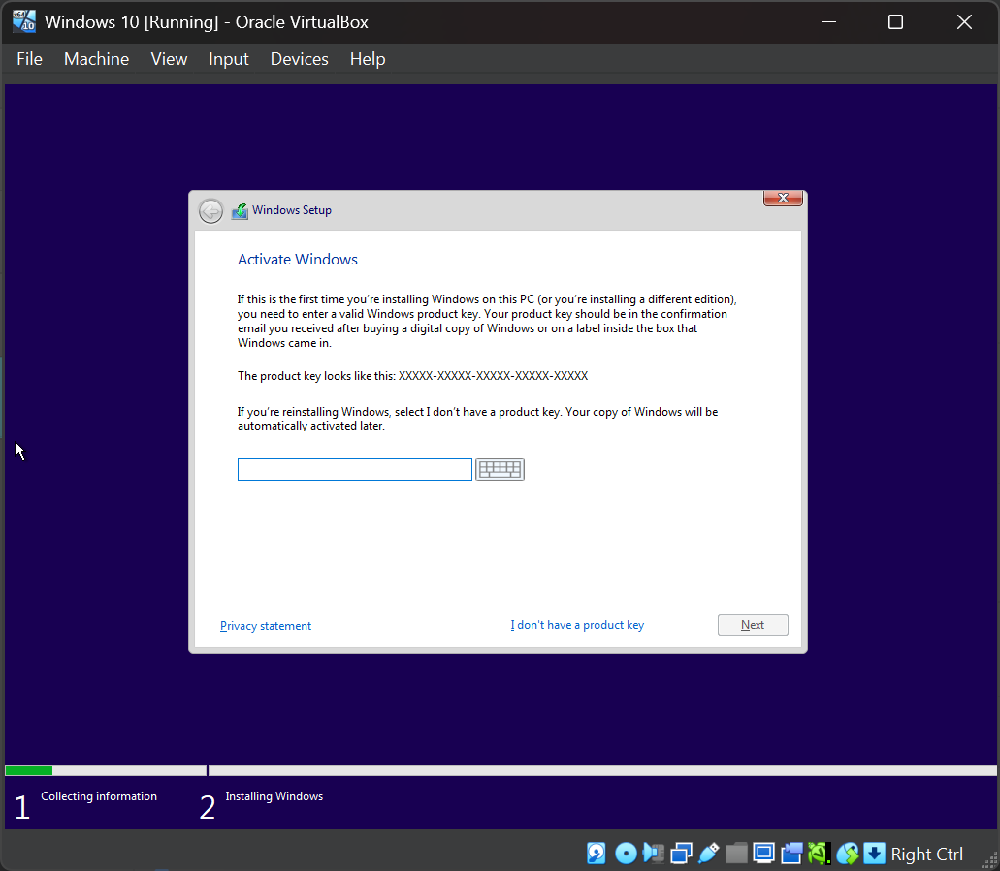 Windows 10 [Running] - Oracle VirtualBox
File Machine View Input Devices Help
Windows Setup
Activate Windows
If this is the first time you're installing Windows on this PC (or you're installing a different edition),
you need to enter a valid Windows product key. Your product key should be in the confirmation
email you received after buying a digital copy of Windows or on a label inside the box that
Windows came in.
The product key looks like this: XXXXX-XXXXX-XXXXX-XXXXX-XXXXX
If you're reinstalling Windows, select I don't have a product key. Your copy of Windows will be
automatically activated later.
Privacy statement
I don't have a product key
Next
1 Collecting information
2 Installing Windows
Right Ctrl